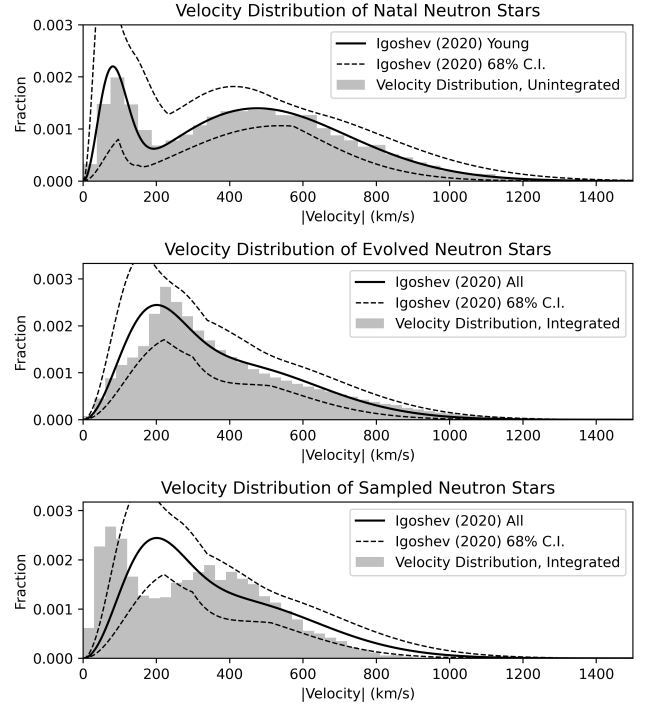 Velocity Distribution of Natal Neutron Stars
0.003
0.002
0.001
0.000
Fraction
Igoshev (2020) Young
Igoshev (2020) 68% C.I.
Velocity Distribution, Unintegrated
0 200 400 600 800 1000 1200 1400
|Velocity| (km/s)
Velocity Distribution of Evolved Neutron Stars
0.003
0.002
0.001
0.000
Fraction
Igoshev (2020) All
Igoshev (2020) 68% C.I.
Velocity Distribution, Integrated
0 200 400 600 800 1000 1200 1400
|Velocity| (km/s)
Velocity Distribution of Sampled Neutron Stars
0.003
0.002
0.001
0.000
Fraction
Igoshev (2020) All
Igoshev (2020) 68% C.I.
Velocity Distribution, Integrated
0 200 400 600 800 1000 1200 1400
|Velocity| (km/s)